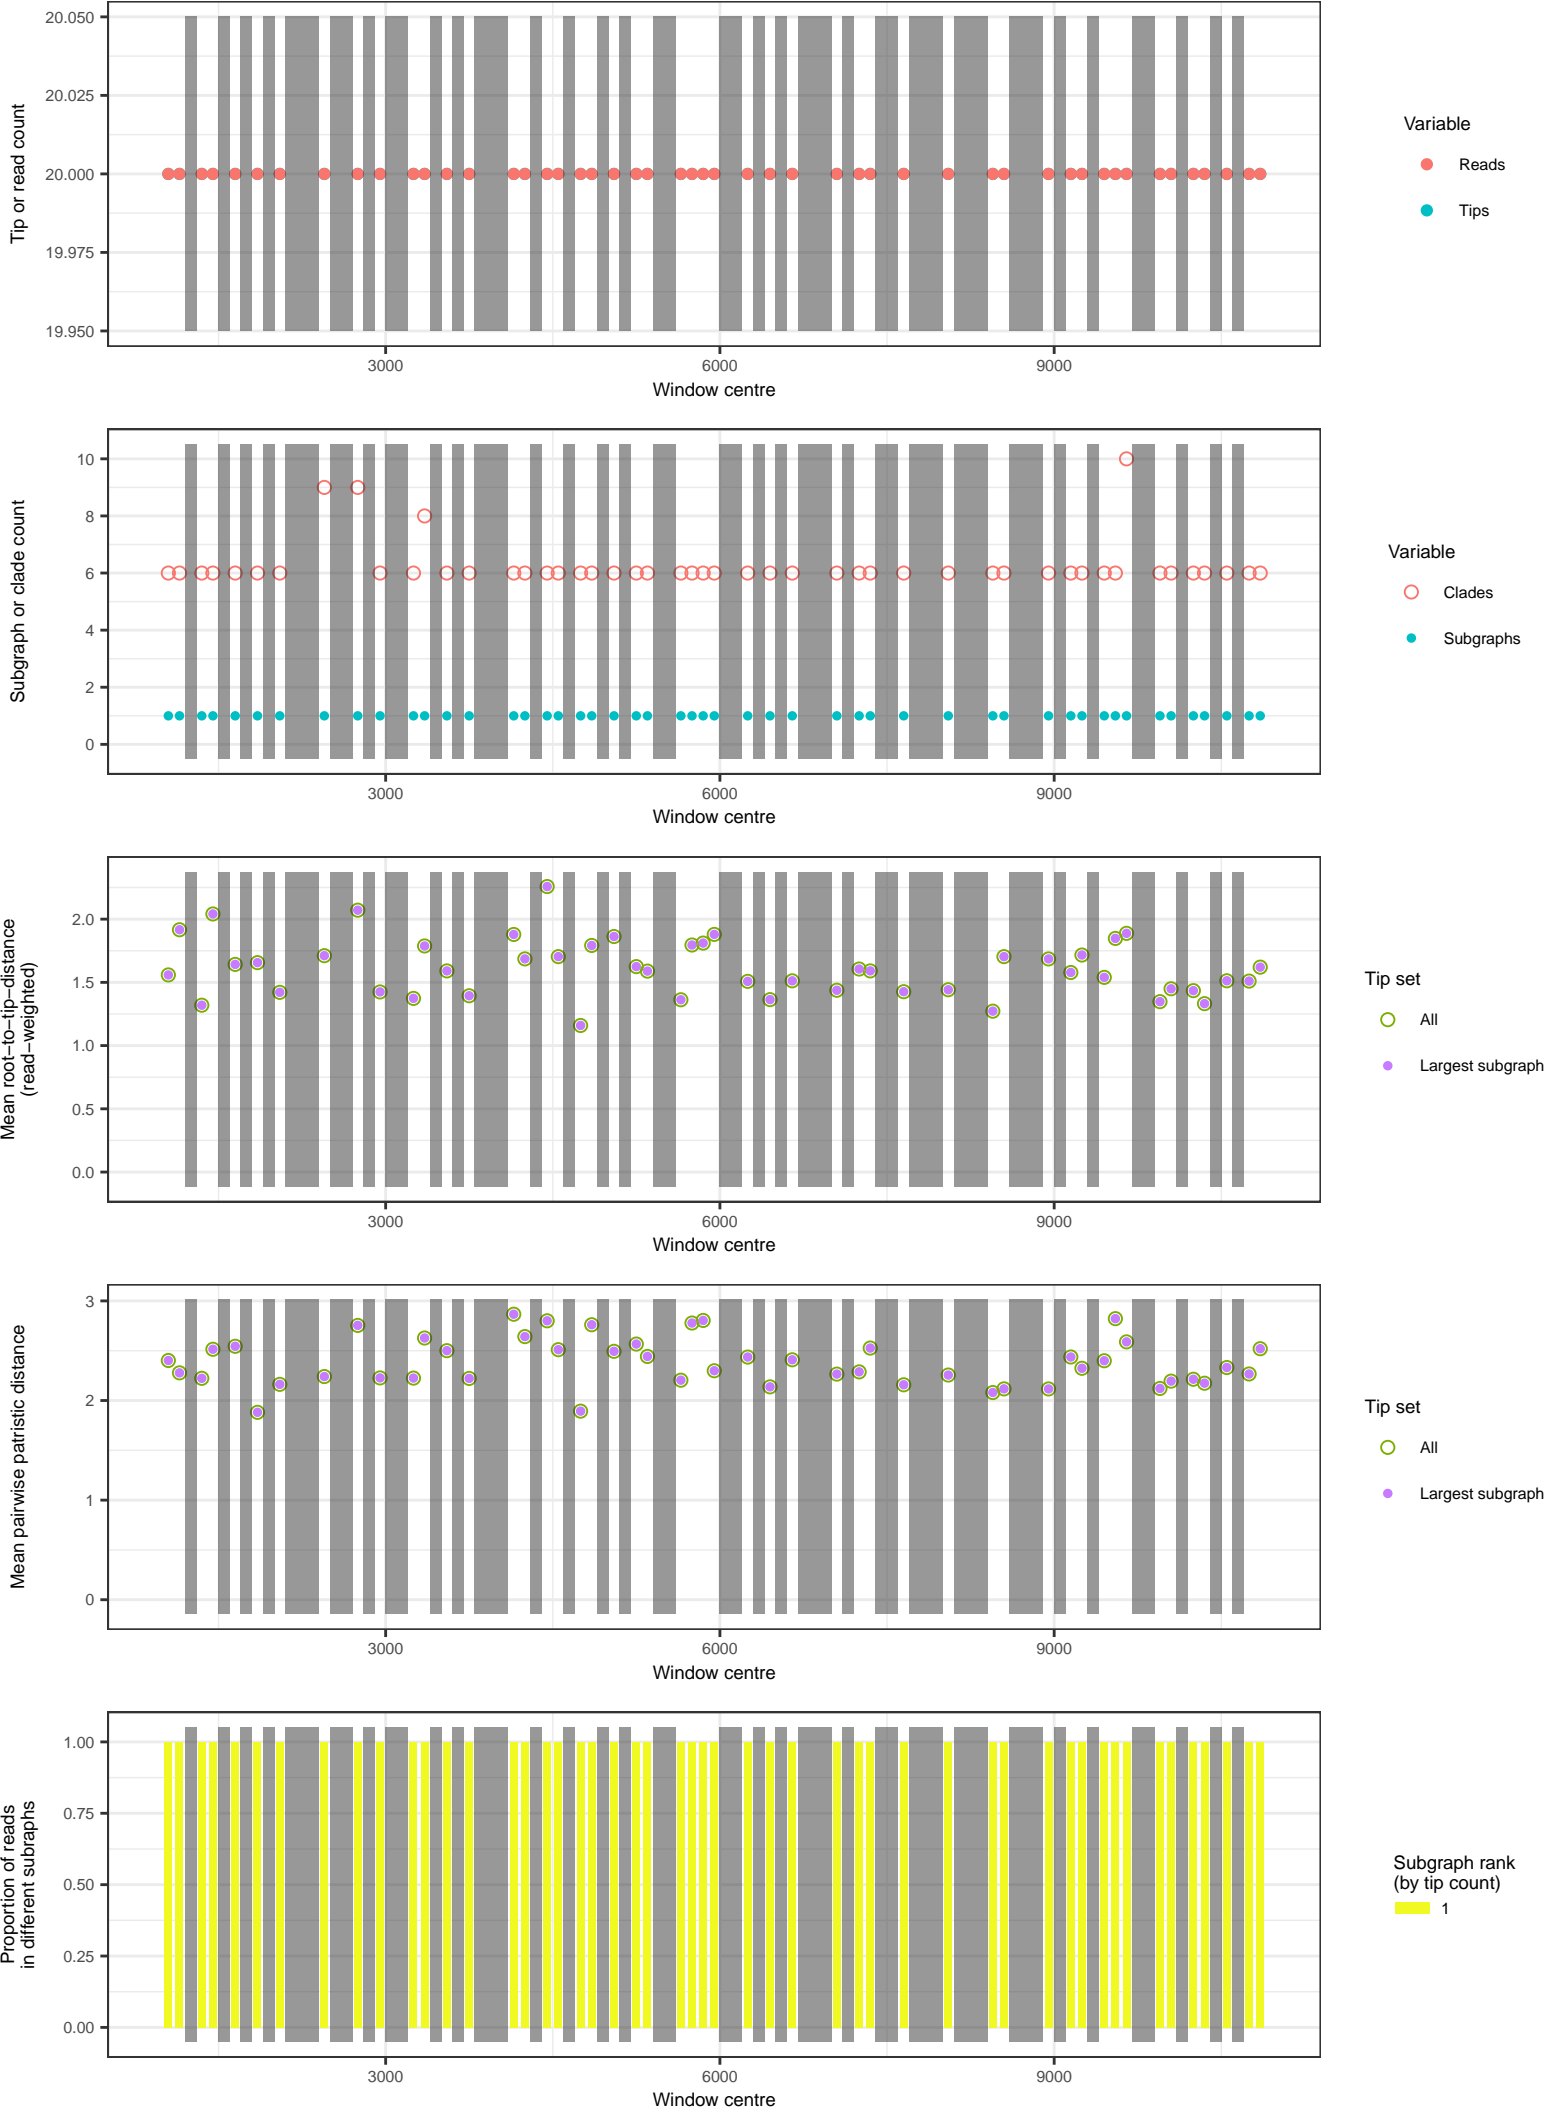 20.050
20.025
20.000
19.975
19.950
Tip or read count
3000
6000
9000
Window centre
Variable
Reads
Tips
10
8
6
4
2
0
Subgraph or clade count
3000
6000
9000
Window centre
Variable
Clades
Subgraphs
2.0
1.5
1.0
0.5
0.0
Mean root−to−tip−distance
(read−weighted)
3000
6000
9000
Window centre
Tip set
All
Largest subgraph
3
2
1
0
Mean pairwise patristic distance
3000
6000
9000
Window centre
Tip set
All
Largest subgraph
1.00
0.75
0.50
0.25
0.00
Proportion of reads
in different subraphs
3000
6000
9000
Window centre
Subgraph rank
(by tip count)
1